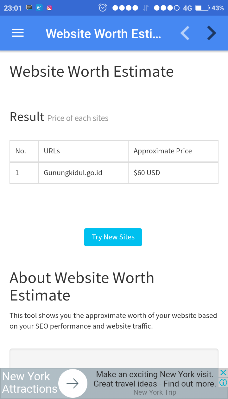 23:01
4G
43%
Website Worth Esti...
Website Worth Estimate
Result Price of each sites
No. URLs Approximate Price
1 Gunungkidul.go.id $60 USD
Try New Sites
About Website Worth
Estimate
This tool shows you the approximate worth of your website based
on your SEO performance and website traffic
New York
Attractions
Make an exciting New York visit.
Great travel ideas. Find out more.
New York Trip